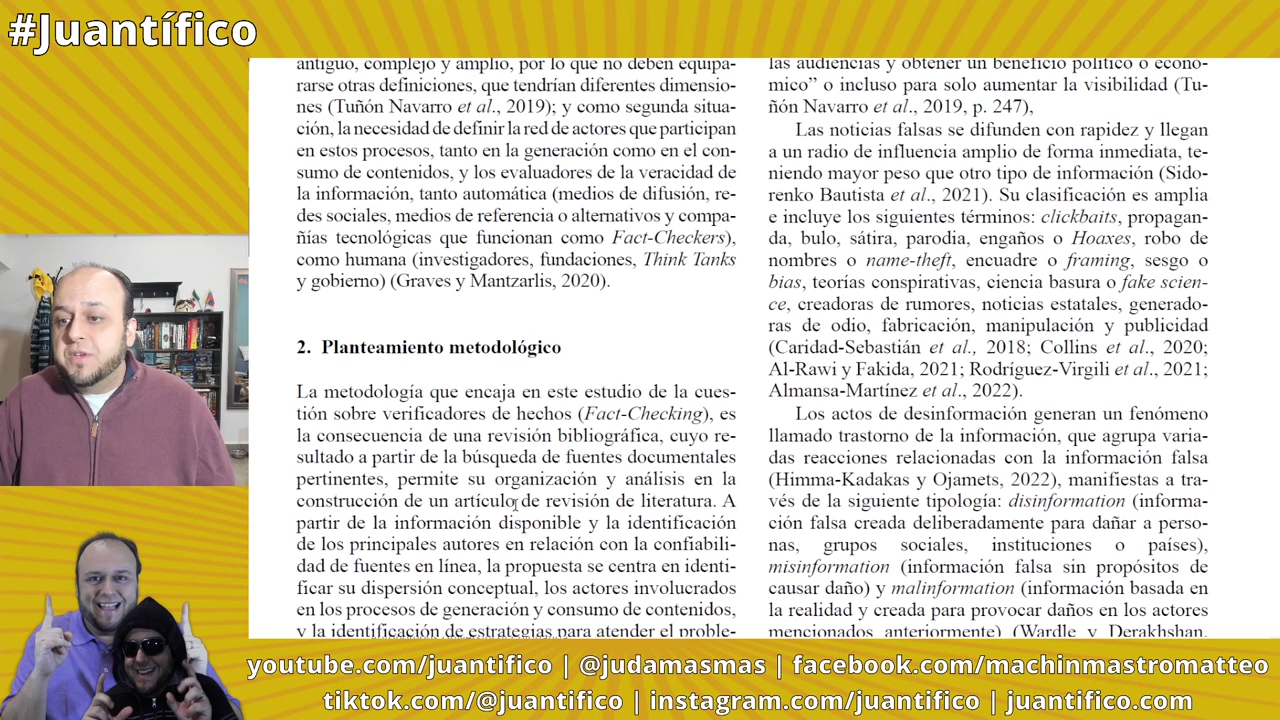 #Juantífico
antiguo, complejo y amplio, por lo que no deben equipa-
rarse otras definiciones, que tendrían diferentes dimensio-
nes (Tuñón Navarro et al., 2019); y como segunda situa-
ción, la necesidad de definir la red de actores que participan
en estos procesos, tanto en la generación como en el con-
sumo de contenidos, y los evaluadores de la veracidad de
la información, tanto automática (medios de difusión, re-
des sociales, medios de referencia o alternativos y compa-
ñías tecnológicas que funcionan como Fact-Checkers),
como humana (investigadores, fundaciones, Think Tanks
y gobierno) (Graves y Mantzarlis, 2020).
2. Planteamiento metodológico
La metodología que encaja en este estudio de la cues-
tión sobre verificadores de hechos (Fact-Checking), es
la consecuencia de una revisión bibliográfica, cuyo re-
sultado a partir de la búsqueda de fuentes documentales
pertinentes, permite su organización y análisis en la
construcción de un artículo de revisión de literatura. A
partir de la información disponible y la identificación
de los principales autores en relación con la confiabili-
dad de fuentes en línea, la propuesta se centra en identi-
ficar su dispersión conceptual, los actores involucrados
en los procesos de generación y consumo de contenidos,
y la identificación de estrategias para atender el proble-
las audiencias y obtener un beneficio político o econó-
mico” o incluso para solo aumentar la visibilidad (Tu-
ñón Navarro et al., 2019, p. 247),
Las noticias falsas se difunden con rapidez y llegan
a un radio de influencia amplio de forma inmediata, te-
niendo mayor peso que otro tipo de información (Sido-
renko Bautista et al., 2021). Su clasificación es amplia
e incluye los siguientes términos: clickbaits, propagan-
da, bulo, sátira, parodia, engaños o Hoaxes, robo de
nombres o name-theft, encuadre o framing, sesgo o
bias, teorías conspirativas, ciencia basura o fake scien-
ce, creadoras de rumores, noticias estatales, generado-
ras de odio, fabricación, manipulación y publicidad
(Caridad-Sebastián et al., 2018; Collins et al., 2020;
Al-Rawi y Fakida, 2021; Rodríguez-Virgili et al., 2021;
Almansa-Martínez et al., 2022).
Los actos de desinformación generan un fenómeno
llamado trastorno de la información, que agrupa varia-
das reacciones relacionadas con la información falsa
(Himma-Kadakas y Ojamets, 2022), manifiestas a tra-
vés de la siguiente tipología: disinformation (informa-
ción falsa creada deliberadamente para dañar a perso-
nas, grupos sociales, instituciones o países),
misinformation (información falsa sin propósitos de
causar daño) y malinformation (información basada en
la realidad y creada para provocar daños en los actores
mencionados anteriormente) (Wardle y Derakhshan,
youtube.com/juantifico | @judamasmas | facebook.com/machinmastromatteo
tiktok.com/@juantifico | instagram.com/juantifico | juantifico.com